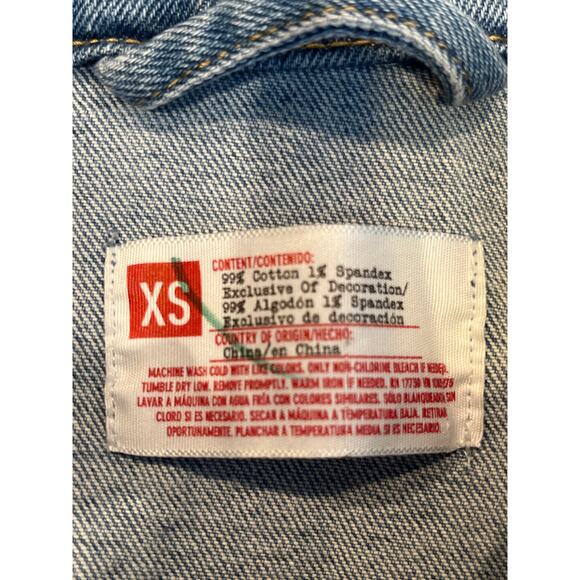 XS
CONTENT/CONTENIDO:
99% Cotton 1% Spandex
Exclusive Of Decoration/
99% Algodón 1% Spandex
Exclusivo de decoración
COUNTRY OF ORIGIN/HECHO:
China/en China
MACHINE WASH COLD WITH LIKE COLORS. ONLY NON-CHLORINE BLEACH IF NEEDED.
TUMBLE DRY LOW. REMOVE PROMPTLY. WARM IRON IF NEEDED. RN 17730
LAVAR A MÁQUINA CON AGUA FRÍA CON COLORES SIMILARES. SÓLO BLANQUEADOR SIN
CLORO SI ES NECESARIO. SECAR A MÁQUINA A TEMPERATURA BAJA. RETIRAR
OPORTUNAMENTE. PLANCHAR A TEMPERATURA MEDIA SI ES NECESARIO.